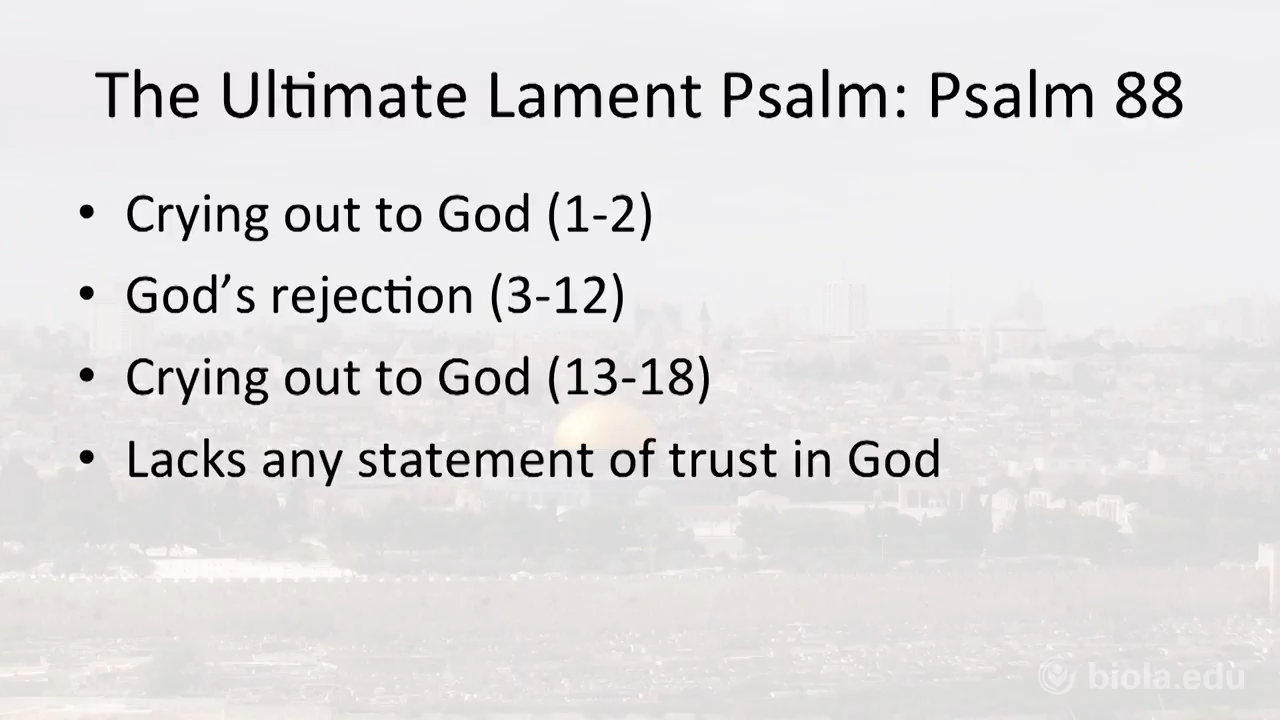 The Ultimate Lament Psalm: Psalm 88
• Crying out to God (1-2)
• God’s rejection (3-12)
• Crying out to God (13-18)
• Lacks any statement of trust in God
biola.edu